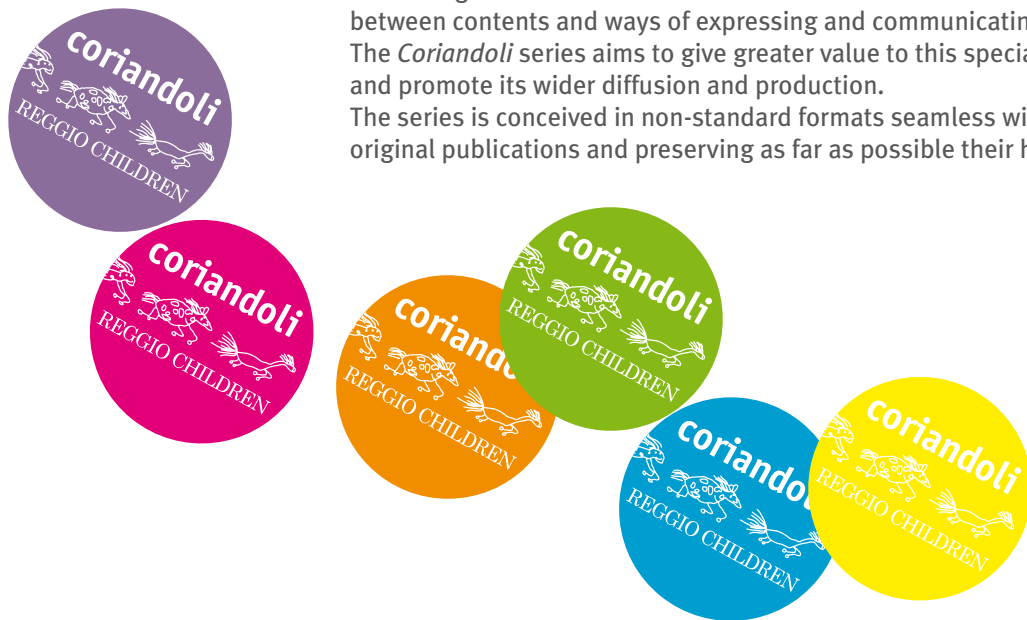 between contents and ways of expressing and communicatin
The Coriandoli series aims to give greater value to this specia
and promote its wider diffusion and production.
The series is conceived in non-standard formats seamless wi
original publications and preserving as far as possible their h
coriandoli
REGGIO CHILDREN
coriandoli
REGGIO CHILDREN
coriando
REGGIO CHILDREN
coriandoli
REGGIO CHILDREN
coriando
REGGIO CHILDREN
coriandoli
REGGIO CHILDREN